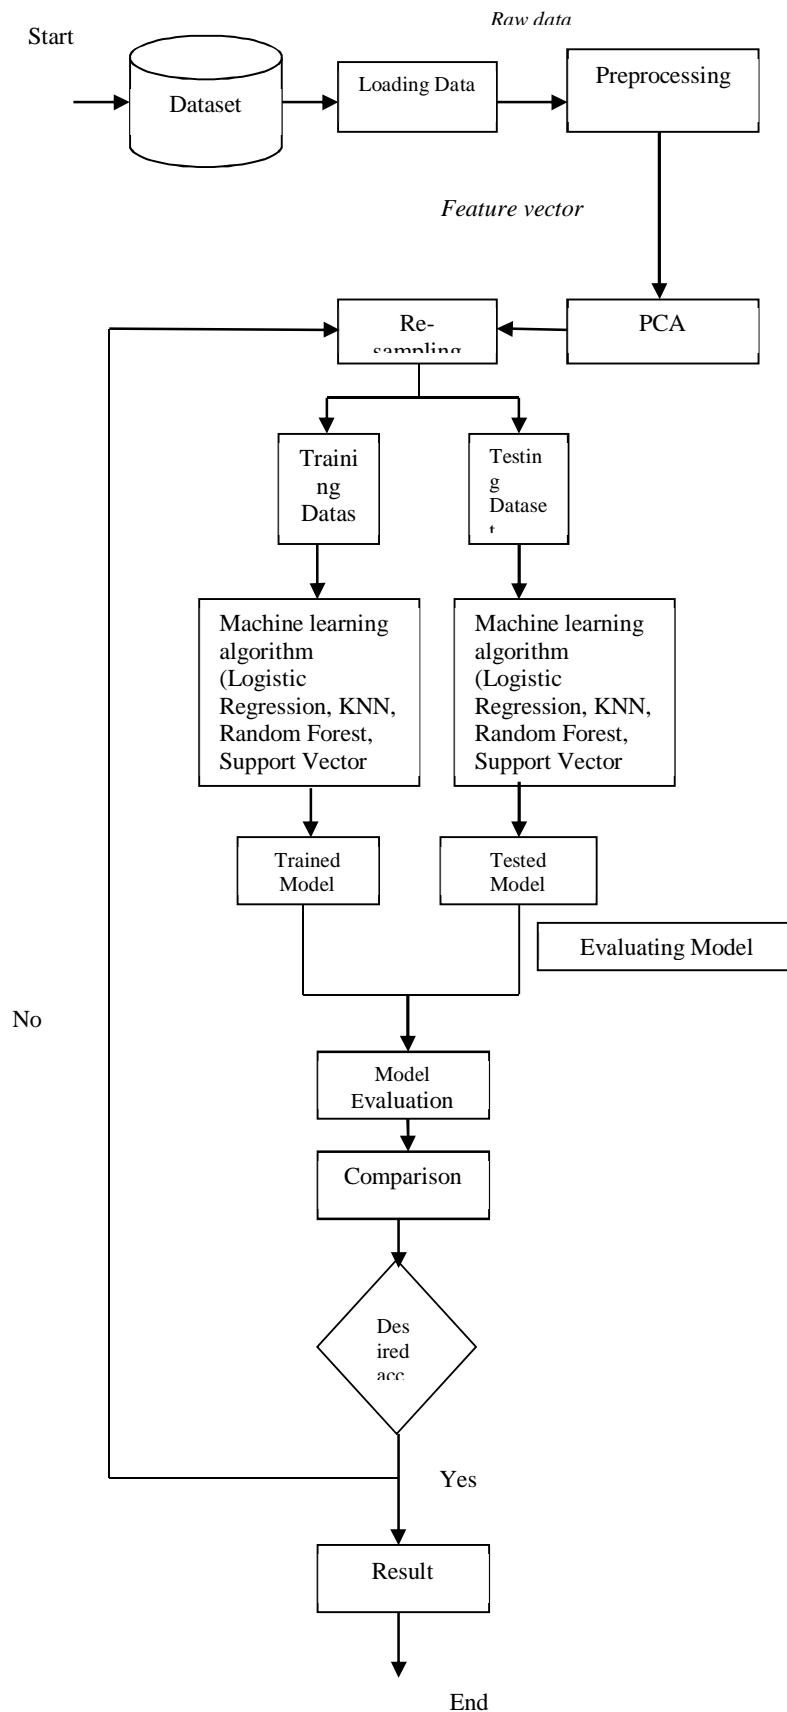 Raw data
Start
Dataset
Loading Data
Preprocessing
Feature vector
Re-
sampling
PCA
Traini
ng
Datas
Testin
g
Datase
t
Machine learning
algorithm
(Logistic
Regression, KNN,
Random Forest,
Support Vector
Machine learning
algorithm
(Logistic
Regression, KNN,
Random Forest,
Support Vector
Trained
Model
Tested
Model
Evaluating Model
No
Model
Evaluation
Comparison
Des
ired
acc
Yes
Result
End